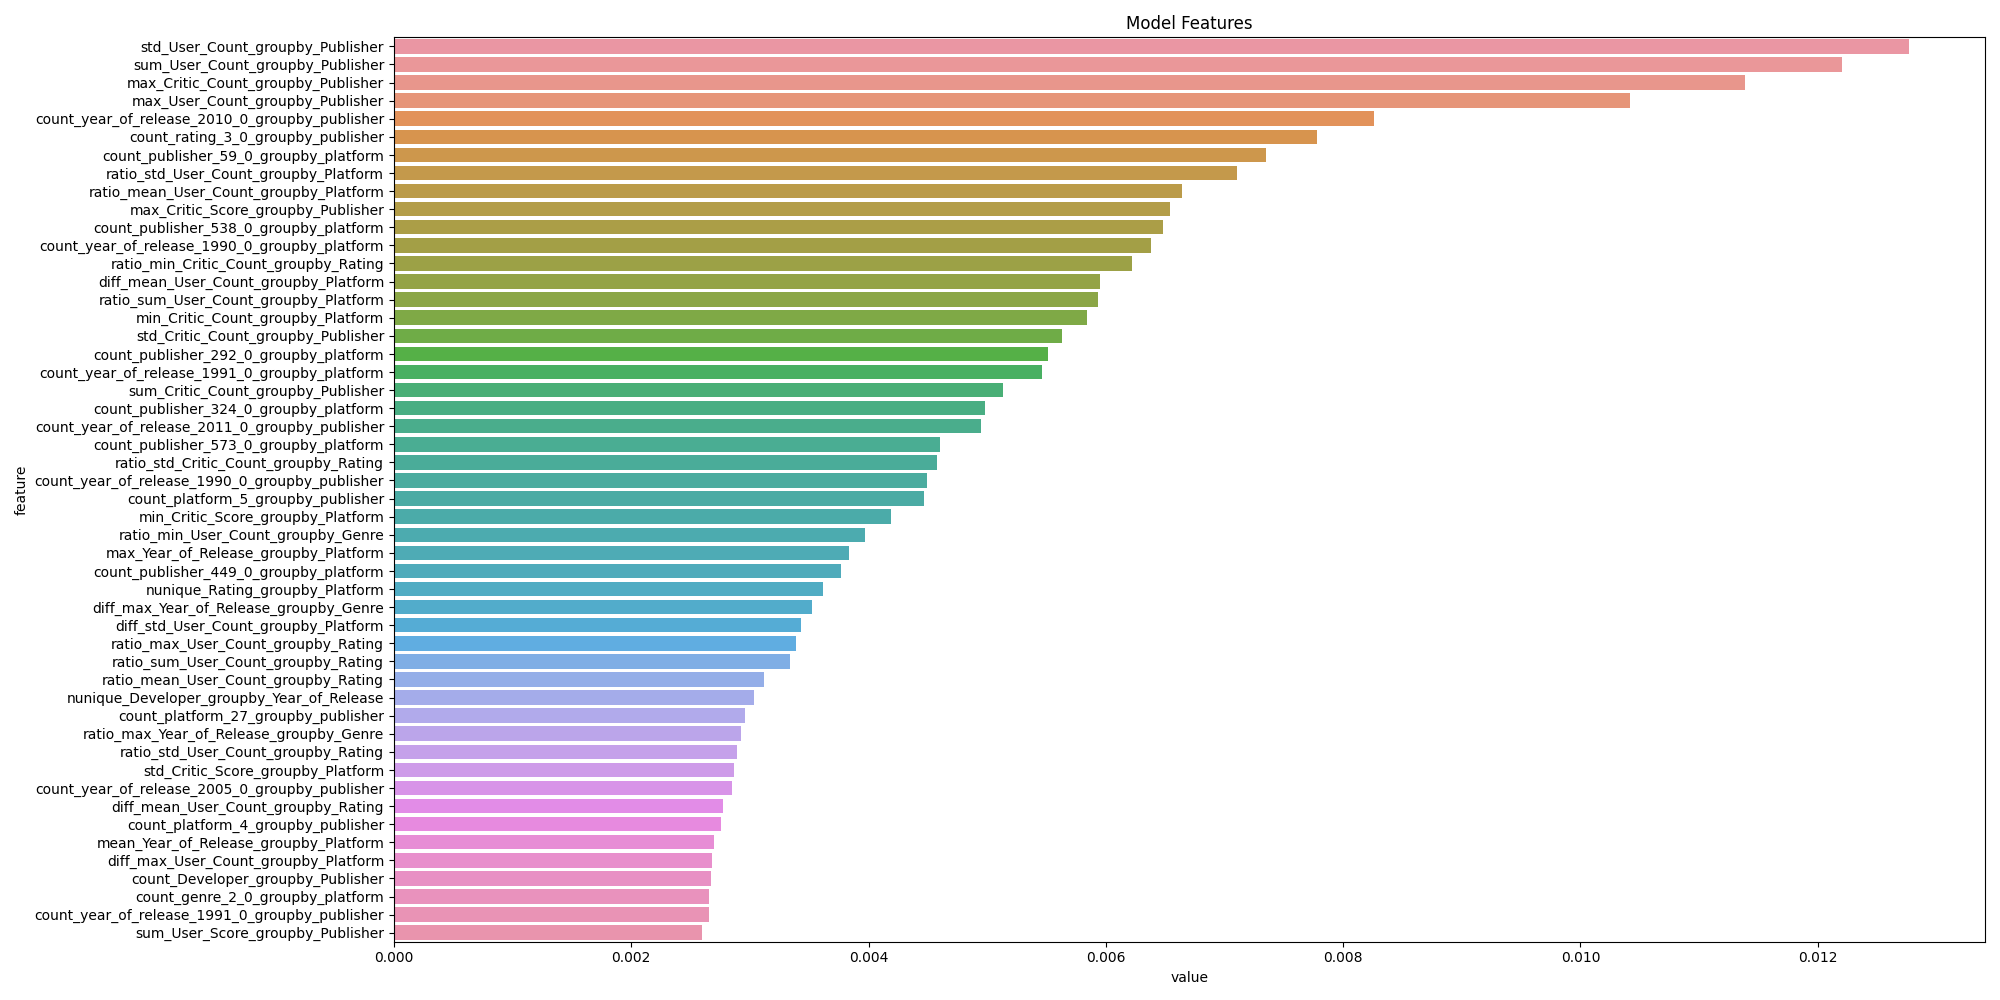 Model Features
std_User_Count_groupby_Publisher
sum_User_Count_groupby_Publisher
max_Critic_Count_groupby_Publisher
max_User_Count_groupby_Publisher
count_year_of_release_2010_0_groupby_publisher
count_rating_3_0_groupby_publisher
count_publisher_59_0_groupby_platform
ratio_std_User_Count_groupby_Platform
ratio_mean_User_Count_groupby_Platform
max_Critic_Score_groupby_Publisher
count_publisher_538_0_groupby_platform
count_year_of_release_1990_0_groupby_platform
ratio_min_Critic_Count_groupby_Rating
diff_mean_User_Count_groupby_Platform
ratio_sum_User_Count_groupby_Platform
min_Critic_Count_groupby_Platform
std_Critic_Count_groupby_Publisher
count_publisher_292_0_groupby_platform
count_year_of_release_1991_0_groupby_platform
sum_Critic_Count_groupby_Publisher
count_publisher_324_0_groupby_platform
count_year_of_release_2011_0_groupby_publisher
count_publisher_573_0_groupby_platform
ratio_std_Critic_Count_groupby_Rating
count_year_of_release_1990_0_groupby_publisher
count_platform_5_groupby_publisher
min_Critic_Score_groupby_Platform
ratio_min_User_Count_groupby_Genre
max_Year_of_Release_groupby_Platform
count_publisher_449_0_groupby_platform
nunique_Rating_groupby_Platform
diff_max_Year_of_Release_groupby_Genre
diff_std_User_Count_groupby_Platform
ratio_max_User_Count_groupby_Rating
ratio_sum_User_Count_groupby_Rating
ratio_mean_User_Count_groupby_Rating
nunique_Developer_groupby_Year_of_Release
count_platform_27_groupby_publisher
ratio_max_Year_of_Release_groupby_Genre
ratio_std_User_Count_groupby_Rating
std_Critic_Score_groupby_Platform
count_year_of_release_2005_0_groupby_publisher
diff_mean_User_Count_groupby_Rating
count_platform_4_groupby_publisher
mean_Year_of_Release_groupby_Platform
diff_max_User_Count_groupby_Platform
count_Developer_groupby_Publisher
count_genre_2_0_groupby_platform
count_year_of_release_1991_0_groupby_publisher
sum_User_Score_groupby_Publisher
feature
0.000 0.002 0.004 0.006 0.008 0.010 0.012
value